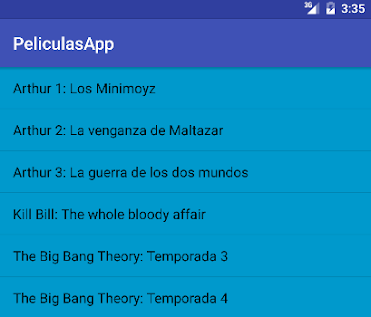 3G 3:35
PeliculasApp
Arthur 1: Los Minimoyz
Arthur 2: La venganza de Maltazar
Arthur 3: La guerra de los dos mundos
Kill Bill: The whole bloody affair
The Big Bang Theory: Temporada 3
The Big Bang Theory: Temporada 4